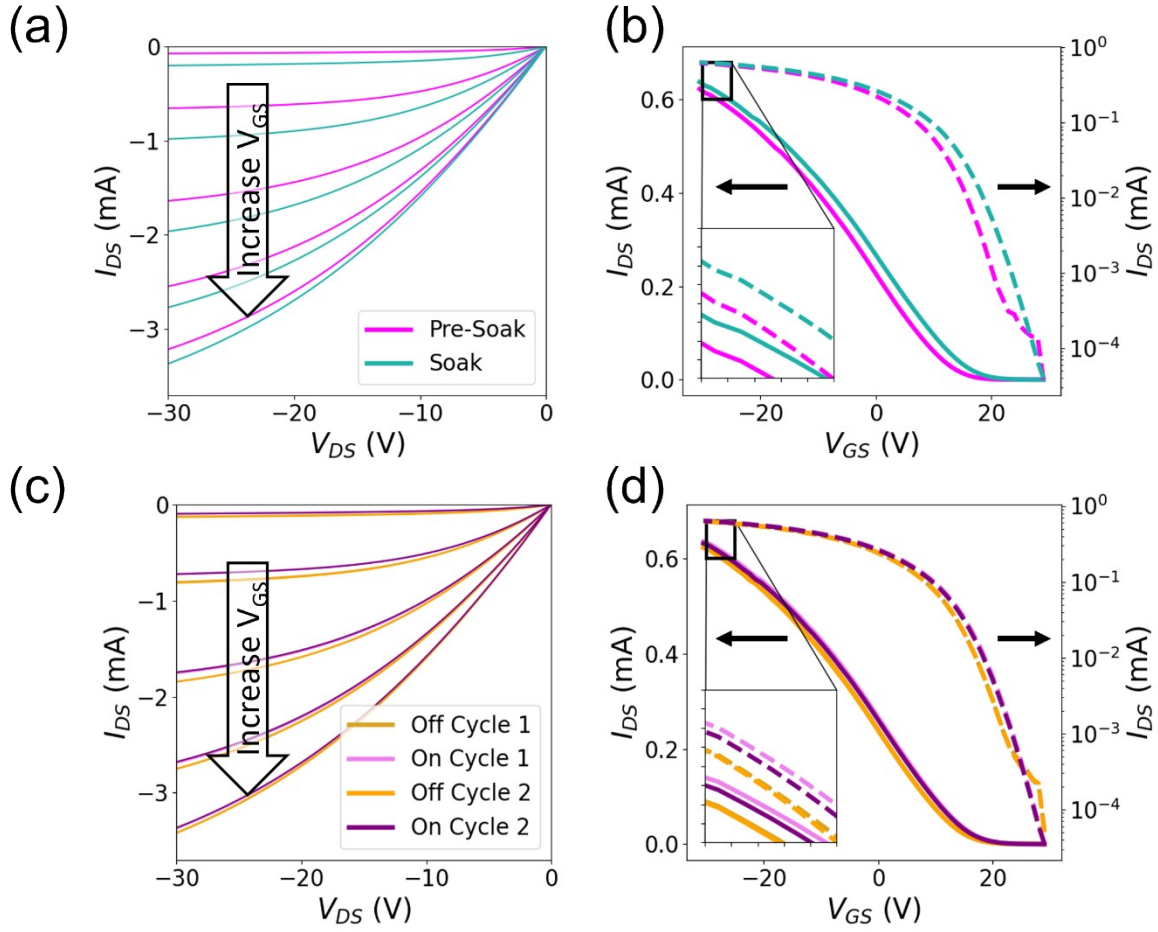 (a)
0
−1
−2
−3
I_DS (mA)
Increase V_GS
Pre-Soak
Soak
−30
−20
−10
0
V_DS (V)
(b)
0.6
0.4
0.2
0.0
I_DS (mA)
10^0
10^−1
10^−2
10^−3
10^−4
I_DS (mA)
−20
0
20
V_GS (V)
(c)
0
−1
−2
−3
I_DS (mA)
Increase V_GS
Off Cycle 1
On Cycle 1
Off Cycle 2
On Cycle 2
−30
−20
−10
0
V_DS (V)
(d)
0.6
0.4
0.2
0.0
I_DS (mA)
10^0
10^−1
10^−2
10^−3
10^−4
I_DS (mA)
−20
0
20
V_GS (V)